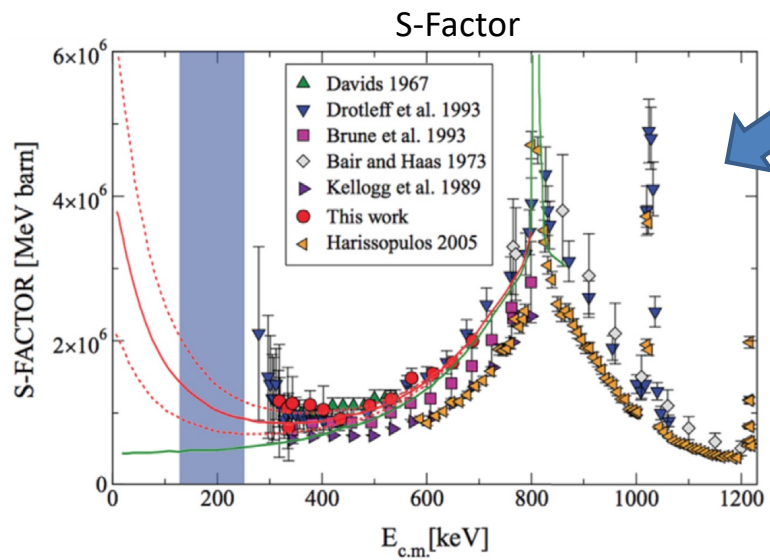 S-Factor
6×10⁶
4×10⁶
2×10⁶
0
S-FACTOR [MeV barn]
Davids 1967
Drotleff et al. 1993
Brune et al. 1993
Bair and Haas 1973
Kellogg et al. 1989
This work
Harissopulos 2005
0 200 400 600 800 1000 1200
E_c.m.[keV]